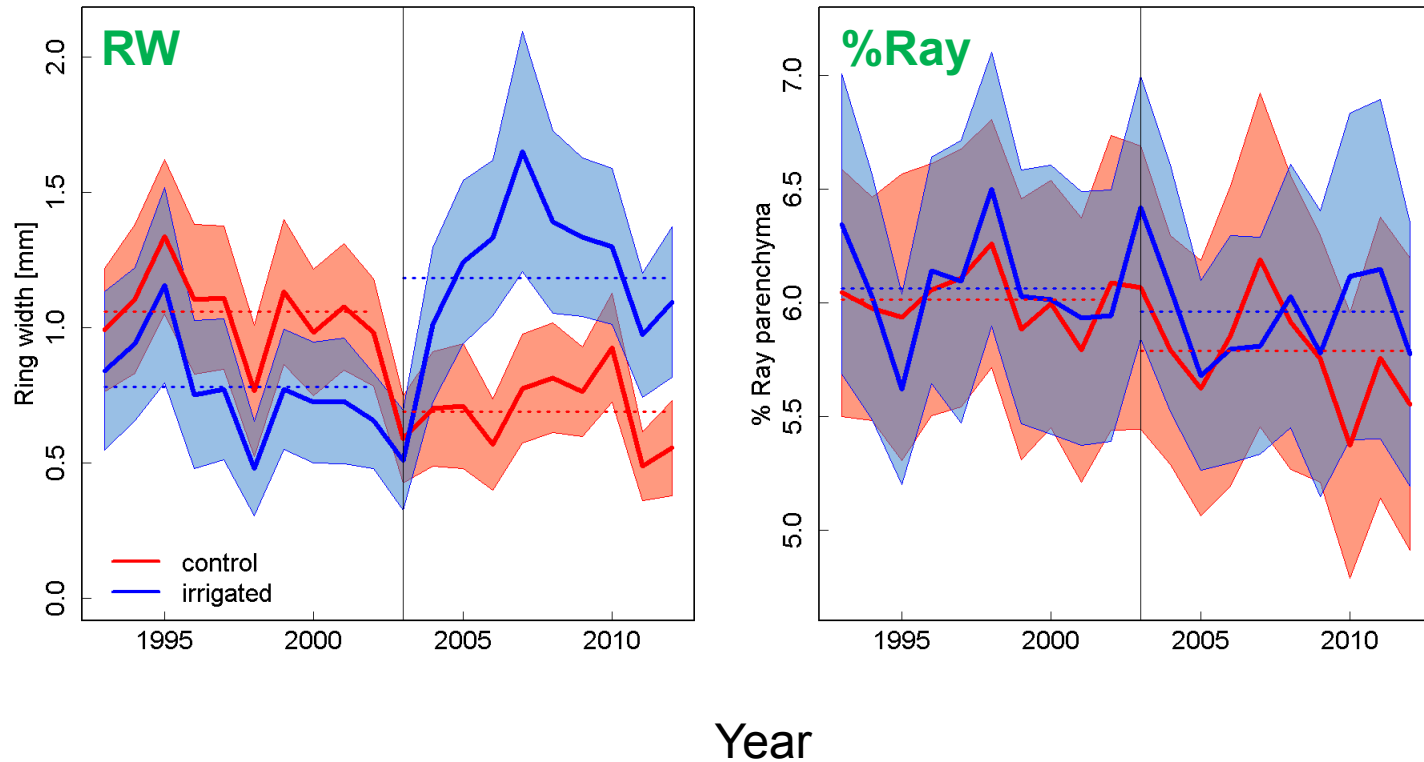 RW
Ring width [mm]
2.0
1.5
1.0
0.5
0.0
control
irrigated
1995
2000
2005
2010
%Ray
% Ray parenchyma
7.0
6.5
6.0
5.5
5.0
1995
2000
2005
2010
Year